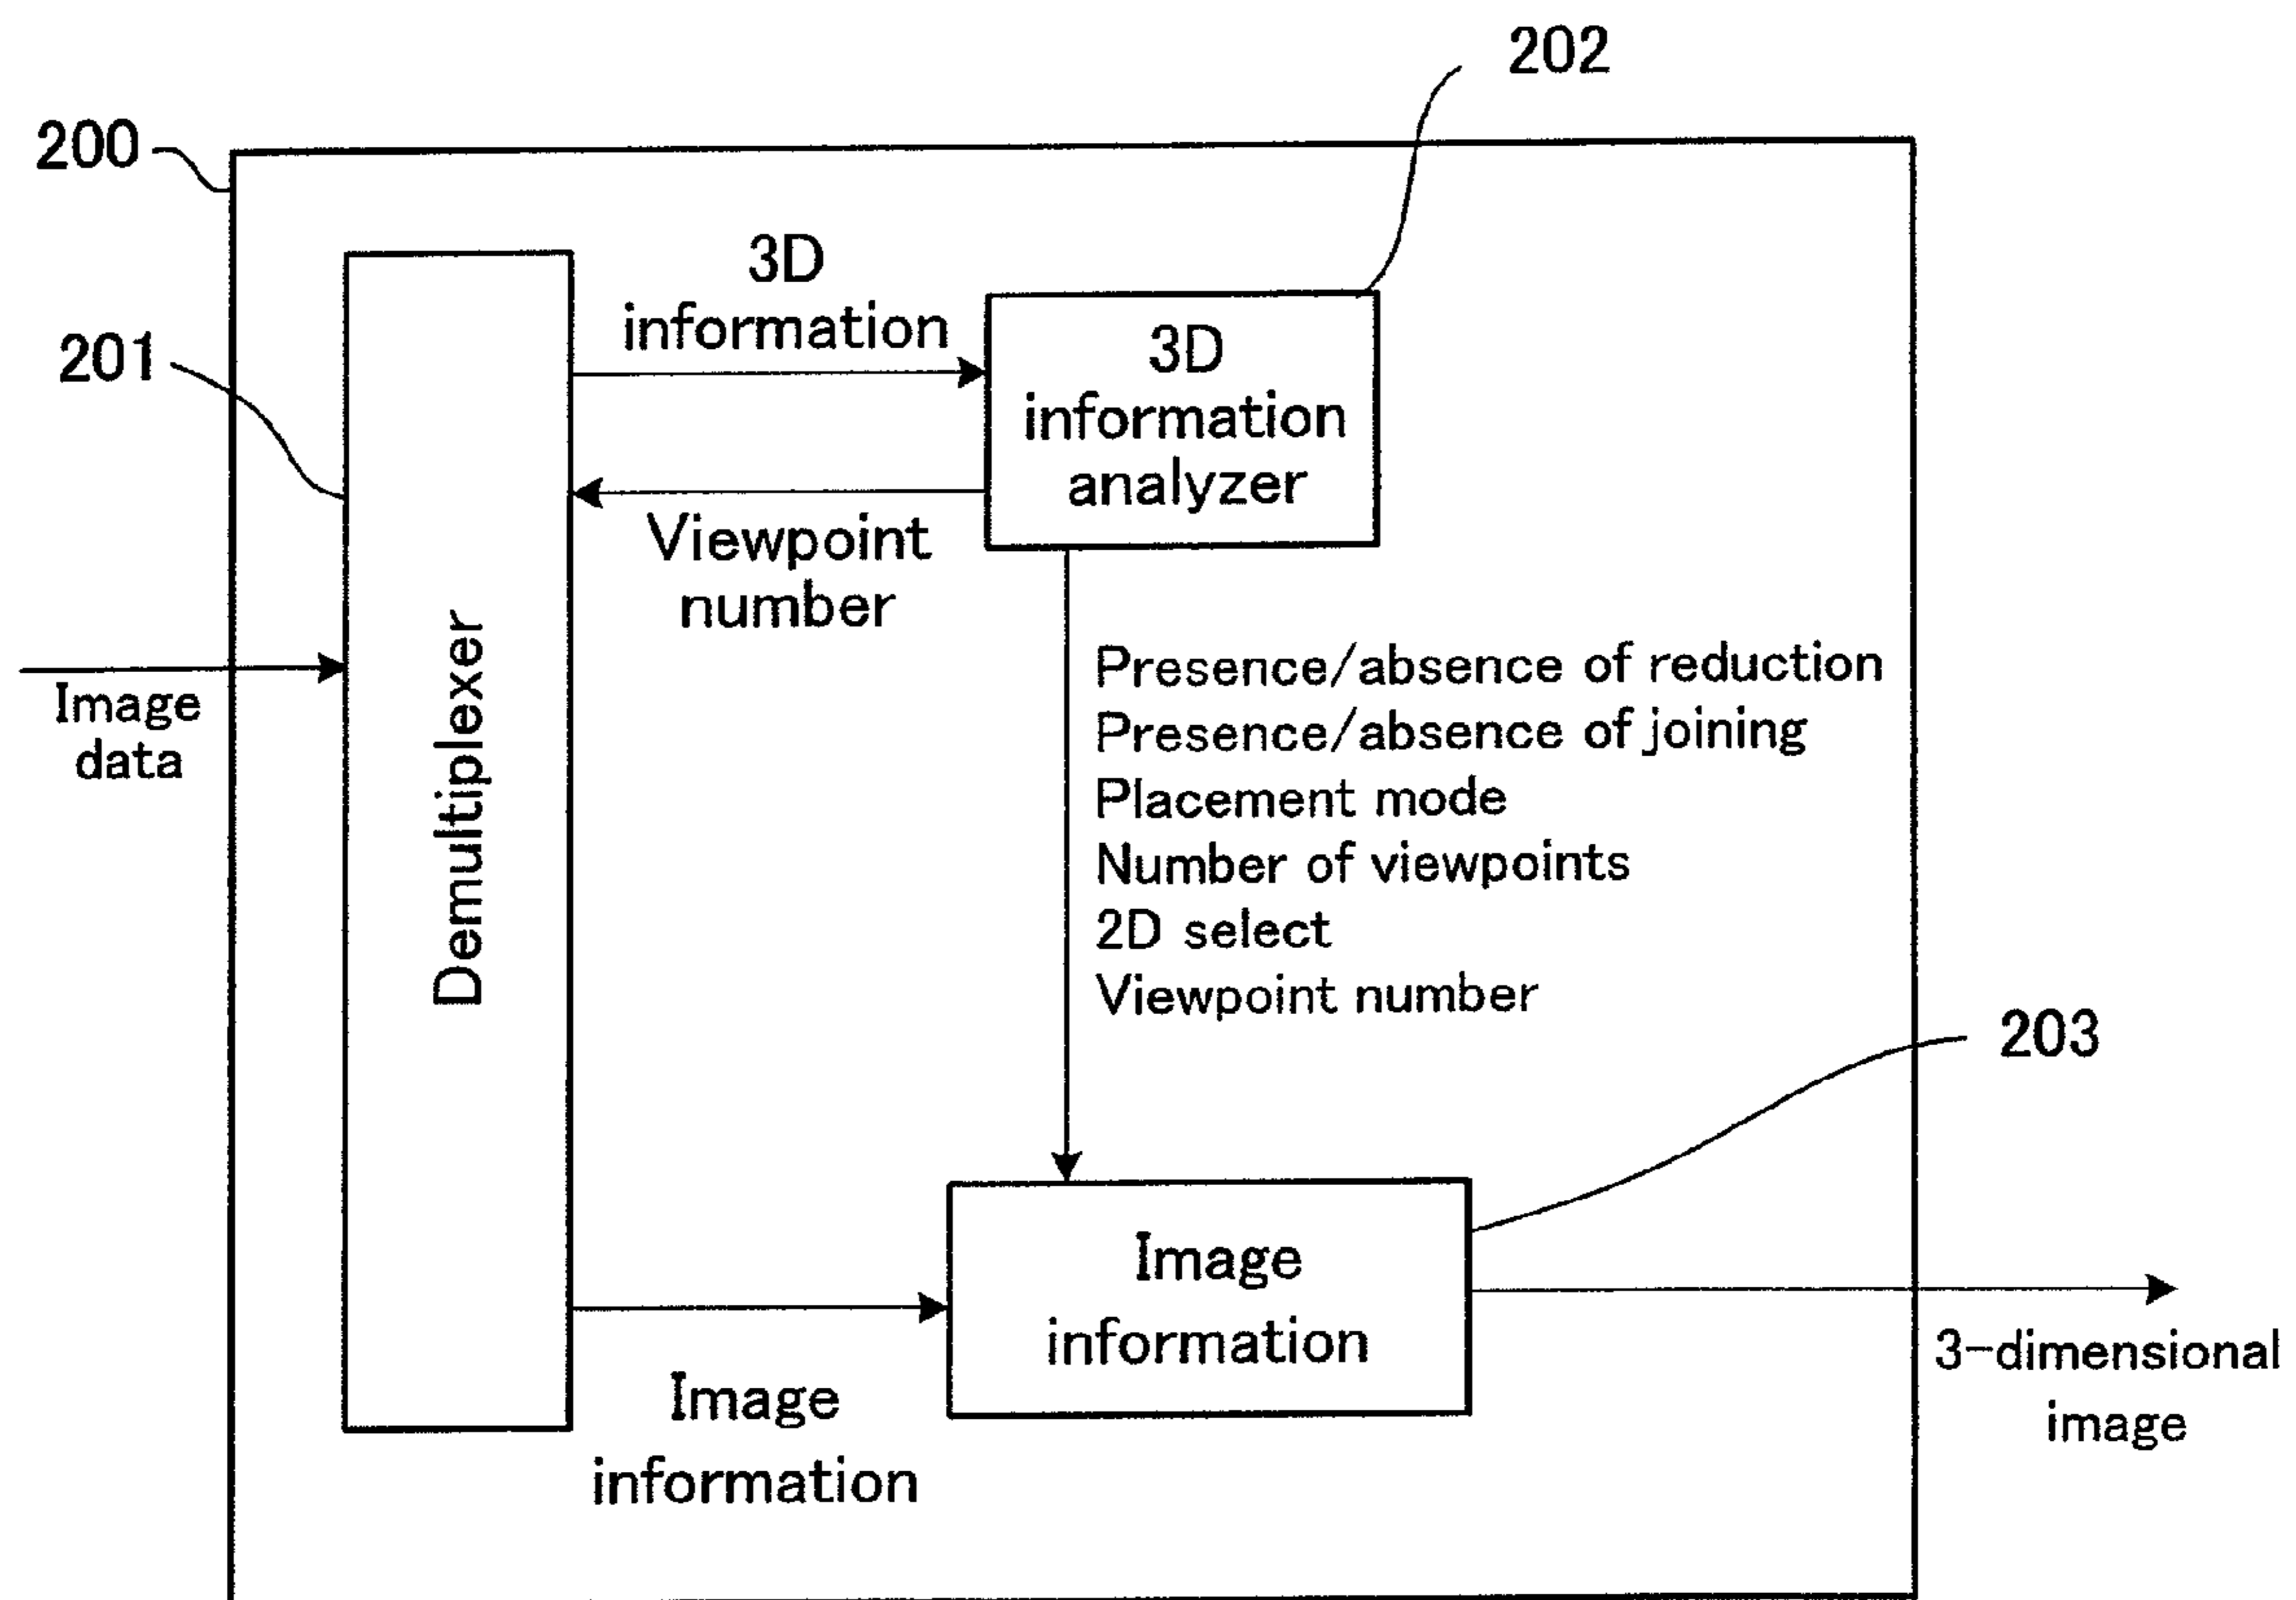 202
200
3D
information
201
3D
information
analyzer
Viewpoint
number
Image
data
Demultiplexer
Presence/absence of reduction
Presence/absence of joining
Placement mode
Number of viewpoints
2D select
Viewpoint number
203
Image
information
Image
information
3-dimensional
image